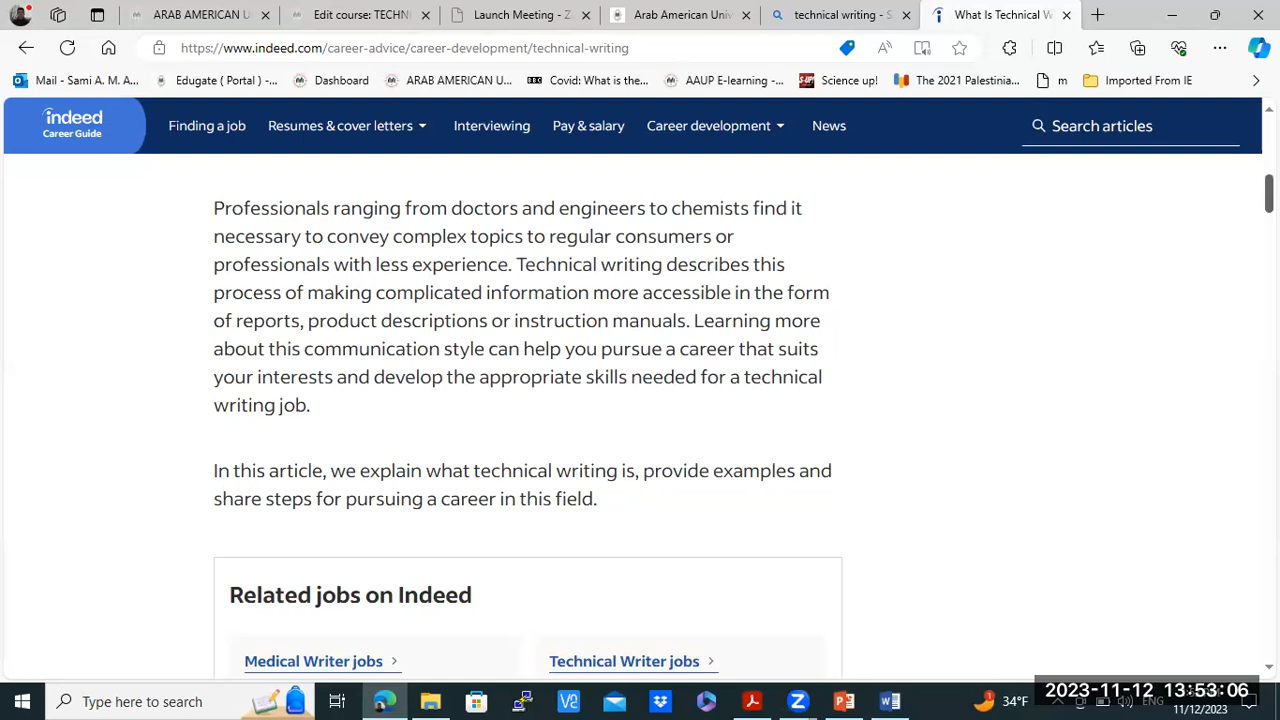 ARAB AMERICAN U
Edit course: TECHN
Launch Meeting - Z
Arab American Univ
technical writing - S
What Is Technical W
https://www.indeed.com/career-advice/career-development/technical-writing
Mail - Sami A. M. A...
Edugate ( Portal ) -...
Dashboard
ARAB AMERICAN U...
BBC
Covid: What is the...
AAUP E-learning -...
Science up!
The 2021 Palestinia...
m
Imported From IE
indeed
Career Guide
Finding a job
Resumes & cover letters
Interviewing
Pay & salary
Career development
News
Search articles
Professionals ranging from doctors and engineers to chemists find it
necessary to convey complex topics to regular consumers or
professionals with less experience. Technical writing describes this
process of making complicated information more accessible in the form
of reports, product descriptions or instruction manuals. Learning more
about this communication style can help you pursue a career that suits
your interests and develop the appropriate skills needed for a technical
writing job.
In this article, we explain what technical writing is, provide examples and
share steps for pursuing a career in this field.
Related jobs on Indeed
Medical Writer jobs
Technical Writer jobs
Type here to search
34°F
2023-11-12 13:53:06
ENG
11/12/2023